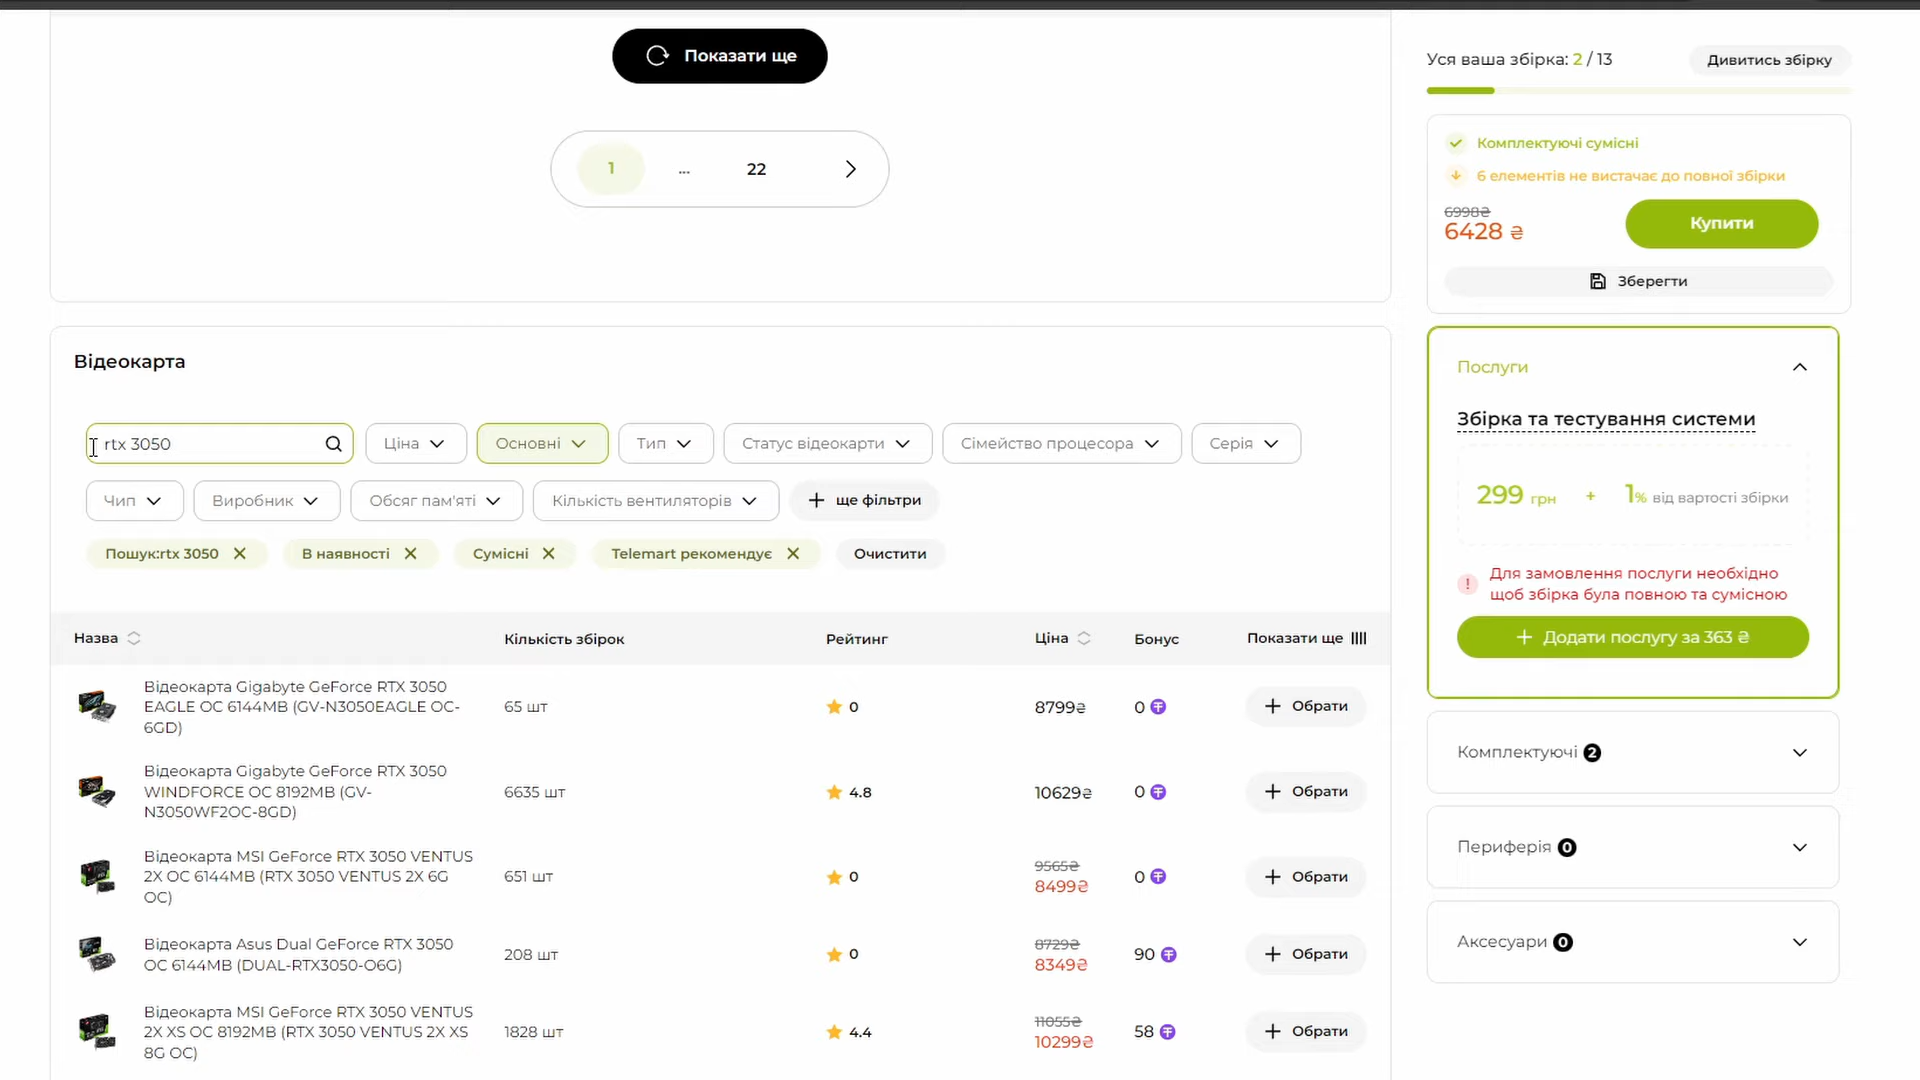 Показати ще
1
...
22
Уся ваша збірка: 2 / 13
Дивитись збірку
Комплектуючі сумісні
6 елементів не вистачає до повної збірки
6998₴
6428 ₴
Купити
Зберегти
Відеокарта
rtx 3050
Ціна
Основні
Тип
Статус відеокарти
Сімейство процесора
Серія
Чип
Виробник
Обсяг пам'яті
Кількість вентиляторів
ще фільтри
Пошук:rtx 3050
В наявності
Сумісні
Telemart рекомендує
Очистити
Назва
Кількість збірок
Рейтинг
Ціна
Бонус
Показати ще
Відеокарта Gigabyte GeForce RTX 3050
EAGLE OC 6144MB (GV-N3050EAGLE OC-
6GD)
65 шт
0
8799₴
0
Обрати
Відеокарта Gigabyte GeForce RTX 3050
WINDFORCE OC 8192MB (GV-
N3050WF2OC-8GD)
6635 шт
4.8
10629₴
0
Обрати
Відеокарта MSI GeForce RTX 3050 VENTUS
2X OC 6144MB (RTX 3050 VENTUS 2X 6G
OC)
651 шт
0
9565₴
8499₴
0
Обрати
Відеокарта Asus Dual GeForce RTX 3050
OC 6144MB (DUAL-RTX3050-O6G)
208 шт
0
8729₴
8349₴
90
Обрати
Відеокарта MSI GeForce RTX 3050 VENTUS
2X XS OC 8192MB (RTX 3050 VENTUS 2X XS
8G OC)
1828 шт
4.4
11055₴
10299₴
58
Обрати
Послуги
Збірка та тестування системи
299 грн + 1% від вартості збірки
Для замовлення послуги необхідно
щоб збірка була повною та сумісною
Додати послугу за 363 ₴
Комплектуючі 2
Периферія 0
Аксесуари 0